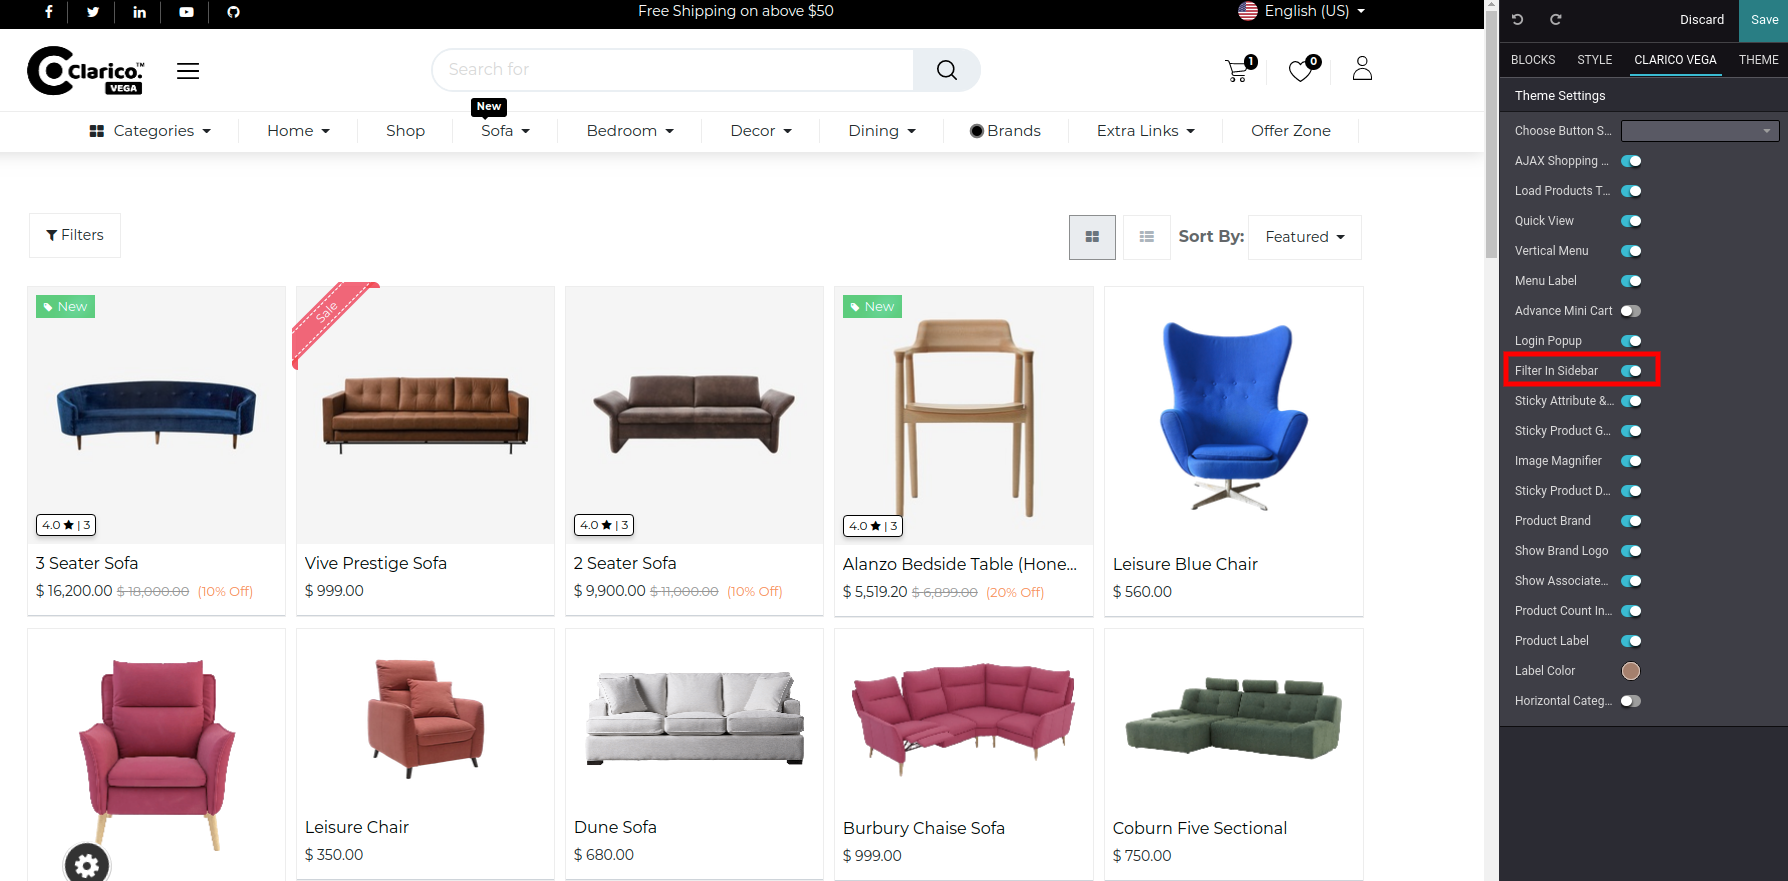 Free Shipping on above $50
English (US)
Discard
Save
Clarico.™
VEGA
Search for
1
0
BLOCKS
STYLE
CLARICO VEGA
THEME
New
Categories
Home
Shop
Sofa
Bedroom
Decor
Dining
Brands
Extra Links
Offer Zone
Filters
Sort By:
Featured
New
3 Seater Sofa
4.0 ★ | 3
$ 16,200.00 $ 18,000.00 (10% Off)
Sale
Vive Prestige Sofa
$ 999.00
4.0 ★ | 3
2 Seater Sofa
$ 9,900.00 $ 11,000.00 (10% Off)
New
4.0 ★ | 3
Alanzo Bedside Table (Hone...
$ 5,519.20 $ 6,899.00 (20% Off)
Leisure Blue Chair
$ 560.00
Leisure Chair
$ 350.00
Dune Sofa
$ 680.00
Burbury Chaise Sofa
$ 999.00
Coburn Five Sectional
$ 750.00
Theme Settings
Choose Button S...
AJAX Shopping ...
Load Products T...
Quick View
Vertical Menu
Menu Label
Advance Mini Cart
Login Popup
Filter In Sidebar
Sticky Attribute &...
Sticky Product G...
Image Magnifier
Sticky Product D...
Product Brand
Show Brand Logo
Show Associate...
Product Count In...
Product Label
Label Color
Horizontal Categ...